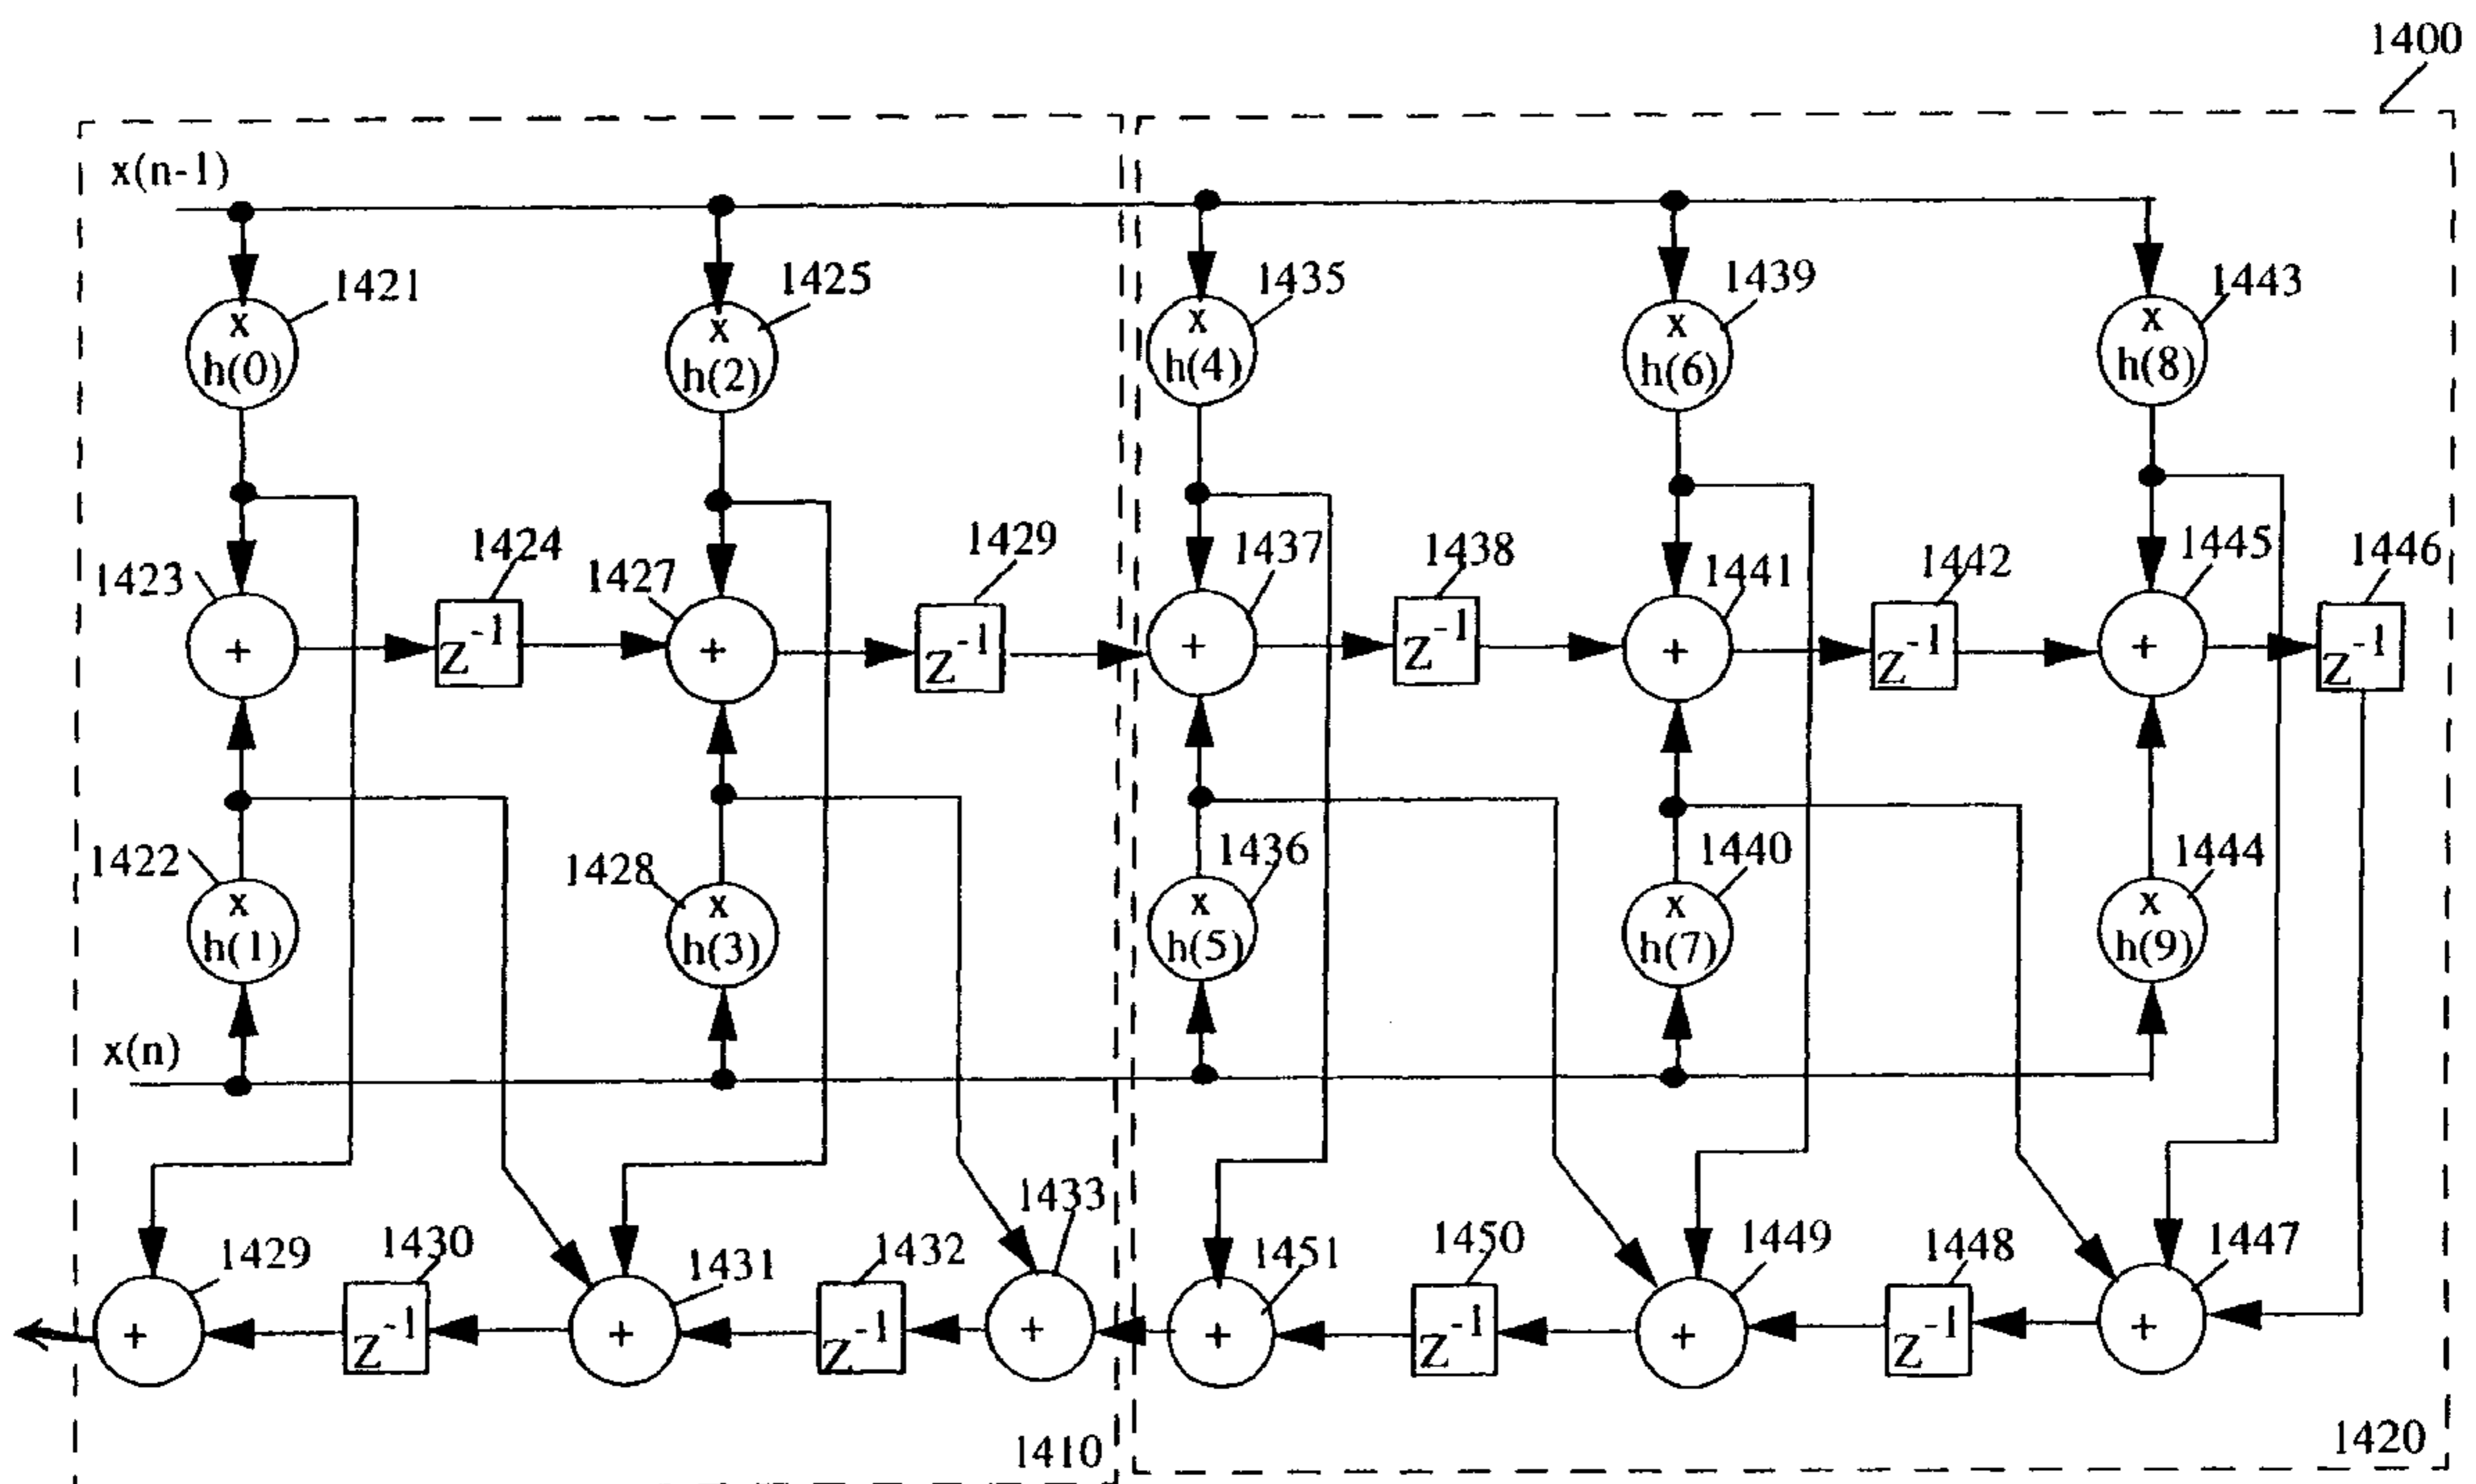 1400
x(n-1)
1421
1425
1435
1439
1443
x
h(0)
x
h(2)
x
h(4)
x
h(6)
x
h(8)
1423
1424
1427
1429
1437
1438
1441
1442
1445
1446
+
Z-1
+
Z-1
+
Z-1
+
Z-1
+
Z-1
1422
1428
1436
1440
1444
x
h(1)
x
h(3)
x
h(5)
x
h(7)
x
h(9)
x(n)
1429
1430
1431
1432
1433
1451
1450
1449
1448
1447
+
Z-1
+
Z-1
+
+
Z-1
+
Z-1
+
1410
1420